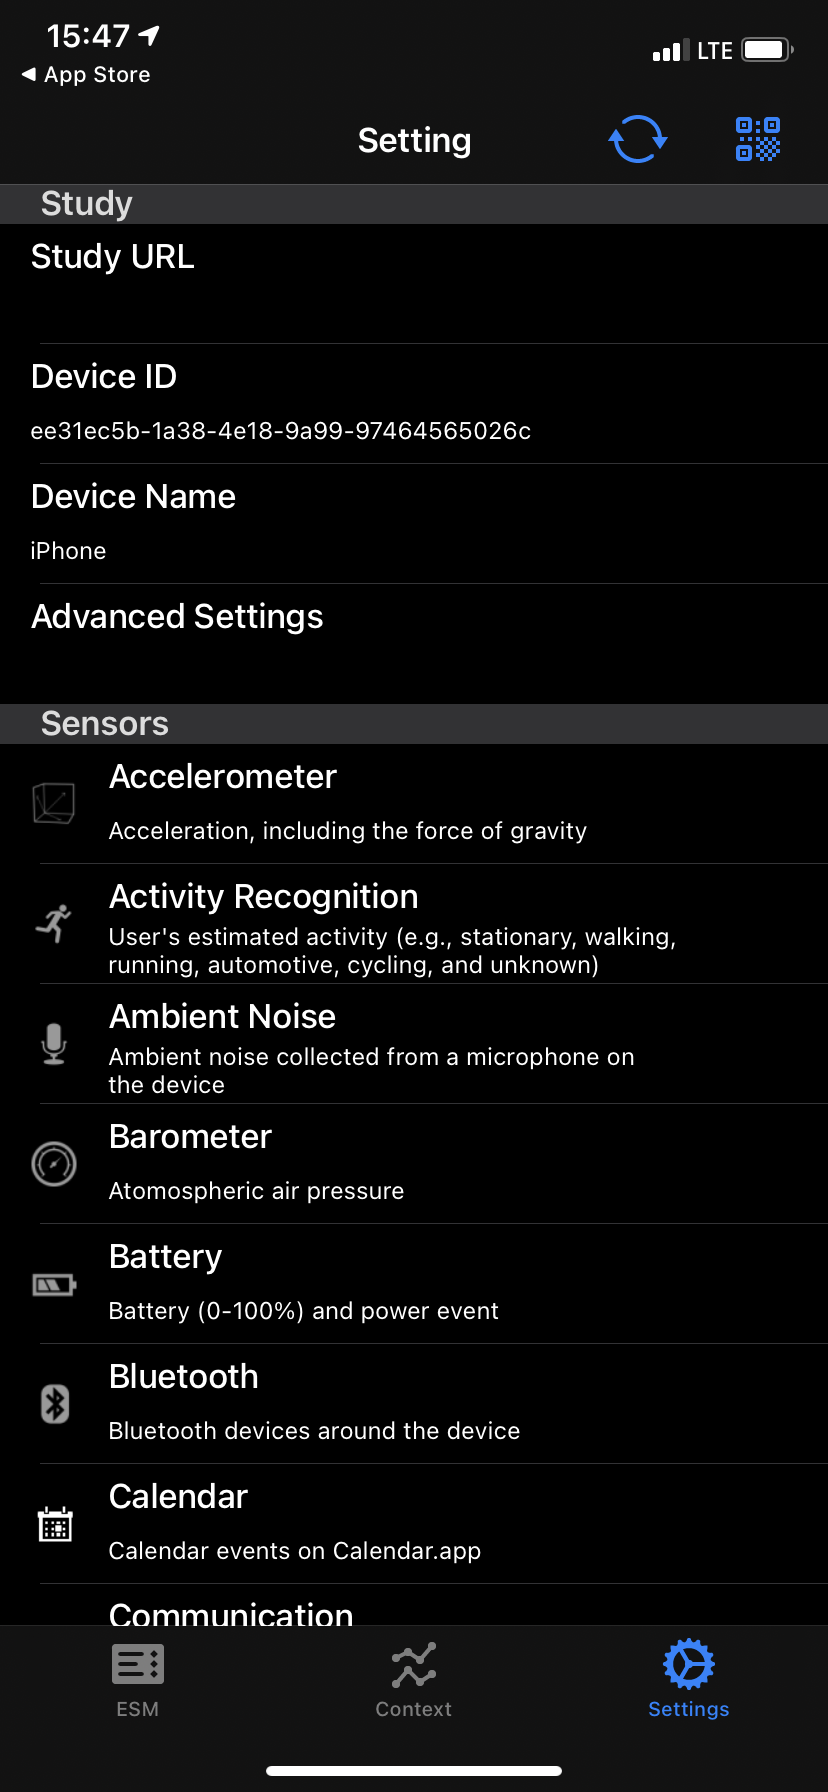 15:47
App Store
LTE
Setting
Study
Study URL
Device ID
ee31ec5b-1a38-4e18-9a99-97464565026c
Device Name
iPhone
Advanced Settings
Sensors
Accelerometer
Acceleration, including the force of gravity
Activity Recognition
User's estimated activity (e.g., stationary, walking,
running, automotive, cycling, and unknown)
Ambient Noise
Ambient noise collected from a microphone on
the device
Barometer
Atomospheric air pressure
Battery
Battery (0-100%) and power event
Bluetooth
Bluetooth devices around the device
Calendar
Calendar events on Calendar.app
Communication
ESM
Context
Settings